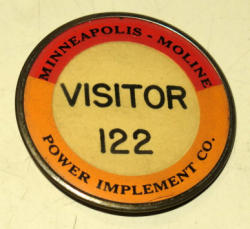 MINNEAPOLIS - MOLINE
VISITOR
122
POWER IMPLEMENT CO.